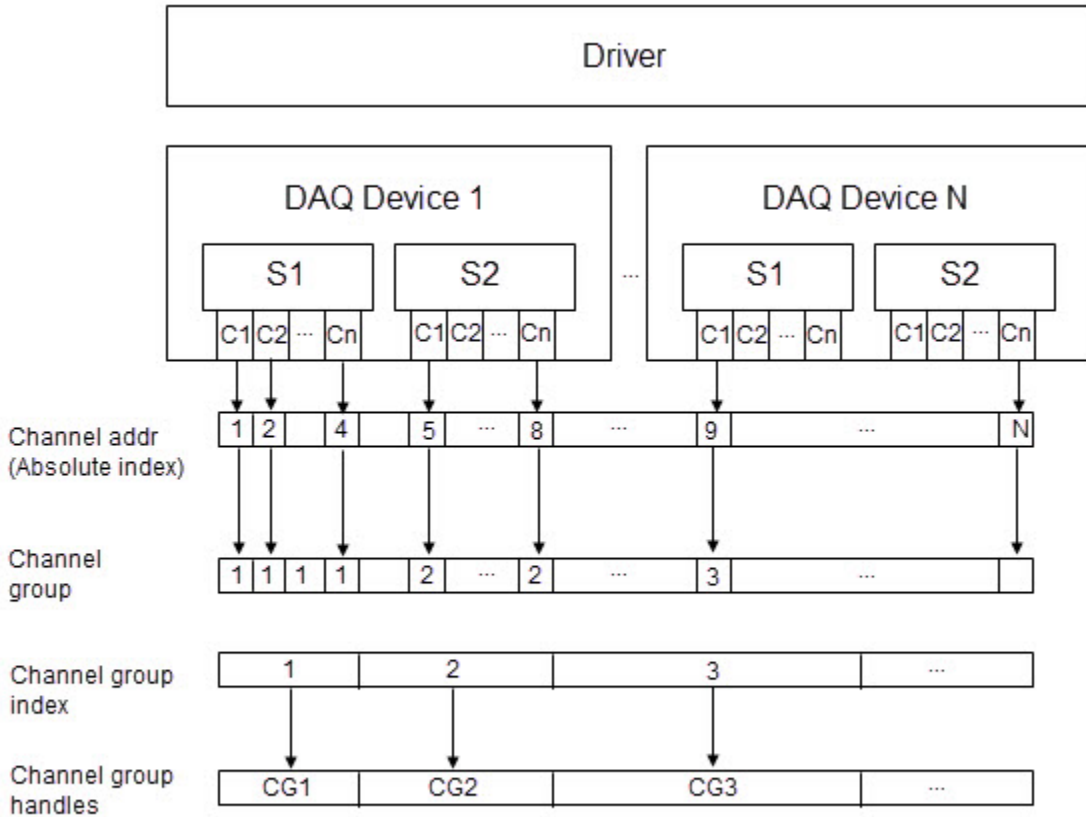 Driver
DAQ Device 1
DAQ Device N
S1 S2 ... S1 S2
C1 C2 ... Cn C1 C2 ... Cn C1 C2 ... Cn C1 C2 ... Cn
Channel addr
(Absolute index)
1 2 4 5 ... 8 ... 9 ... N
Channel
group
1 1 1 1 2 ... 2 ... 3 ...
Channel group
index
1 2 3 ...
Channel group
handles
CG1 CG2 CG3 ...